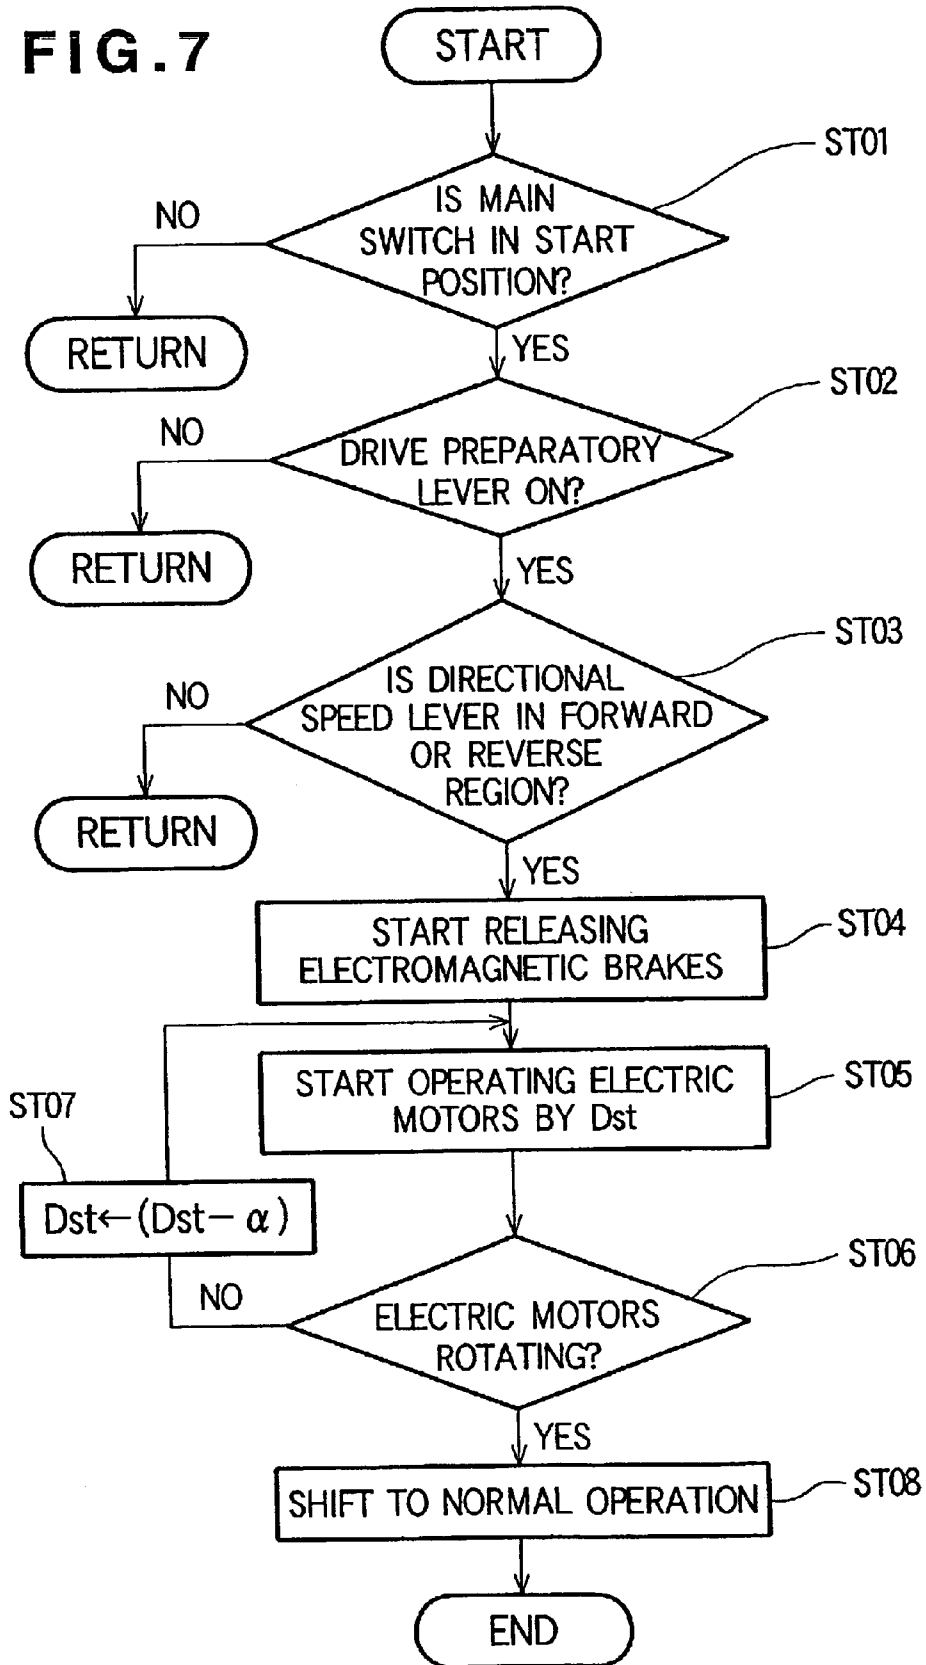 FIG.7
START
ST01
IS MAIN
SWITCH IN START
POSITION?
NO
RETURN
YES
ST02
DRIVE PREPARATORY
LEVER ON?
NO
RETURN
YES
ST03
IS DIRECTIONAL
SPEED LEVER IN FORWARD
OR REVERSE
REGION?
NO
RETURN
YES
ST04
START RELEASING
ELECTROMAGNETIC BRAKES
ST05
START OPERATING ELECTRIC
MOTORS BY Dst
ST07
Dst←(Dst− α)
ST06
NO
ELECTRIC MOTORS
ROTATING?
YES
ST08
SHIFT TO NORMAL OPERATION
END